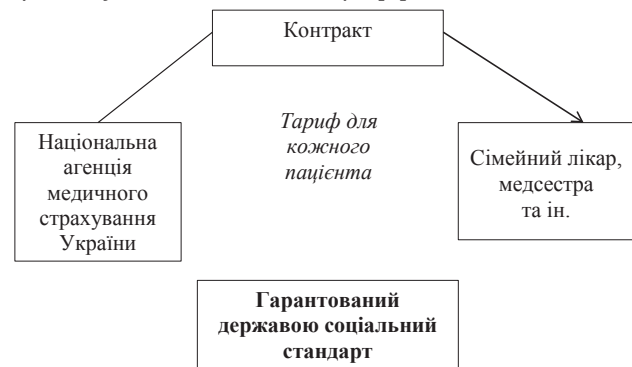 Контракт
Тариф для
кожного
пацієнта
Національна
агенція
медичного
страхування
України
Сімейний лікар,
медсестра
та ін.
Гарантований
державою соціальний
стандарт